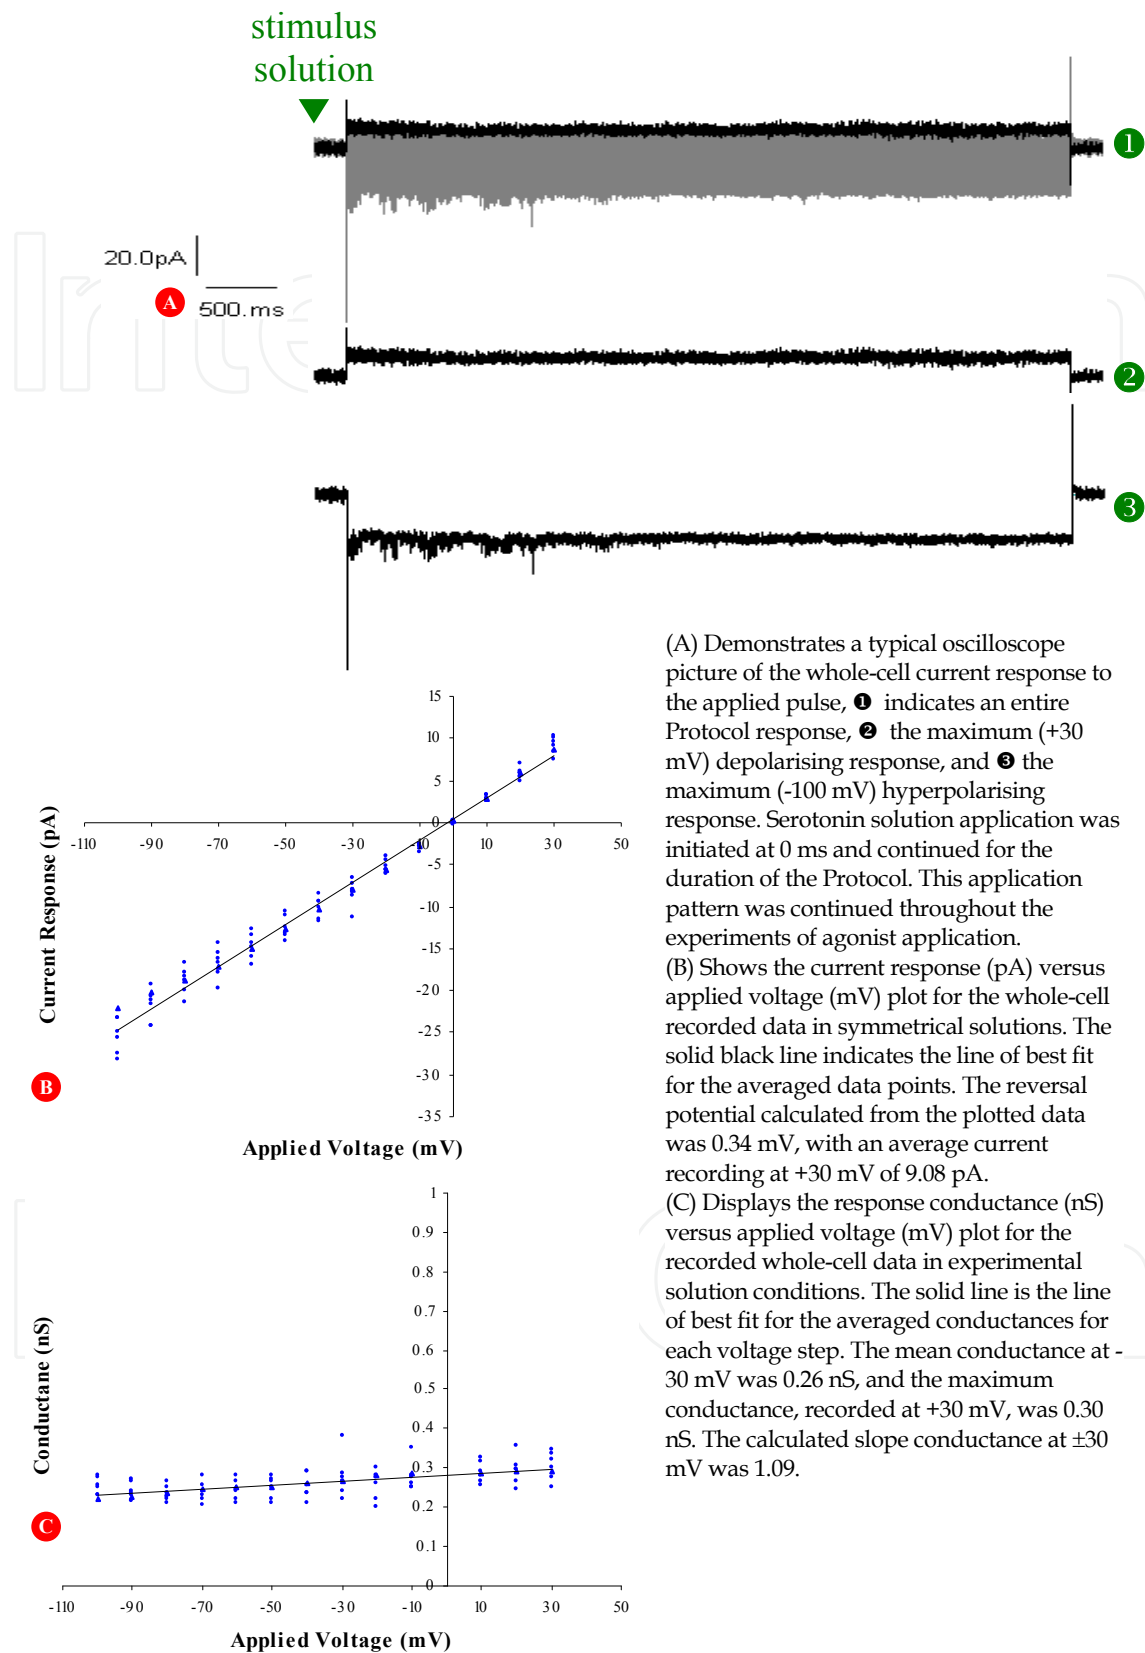 stimulus
solution
❶
20.0pA
A
500.ms
❷
❸
(A) Demonstrates a typical oscilloscope
picture of the whole-cell current response to
the applied pulse, ❶ indicates an entire
Protocol response, ❷ the maximum (+30
mV) depolarising response, and ❸ the
maximum (-100 mV) hyperpolarising
response. Serotonin solution application was
initiated at 0 ms and continued for the
duration of the Protocol. This application
pattern was continued throughout the
experiments of agonist application.
(B) Shows the current response (pA) versus
applied voltage (mV) plot for the whole-cell
recorded data in symmetrical solutions. The
solid black line indicates the line of best fit
for the averaged data points. The reversal
potential calculated from the plotted data
was 0.34 mV, with an average current
recording at +30 mV of 9.08 pA.
(C) Displays the response conductance (nS)
versus applied voltage (mV) plot for the
recorded whole-cell data in experimental
solution conditions. The solid line is the line
of best fit for the averaged conductances for
each voltage step. The mean conductance at -
30 mV was 0.26 nS, and the maximum
conductance, recorded at +30 mV, was 0.30
nS. The calculated slope conductance at ±30
mV was 1.09.
Current Response (pA)
15
10
5
0
-5
-10
-15
-20
-25
-30
-35
-110 -90 -70 -50 -30 -10 10 30 50
B
Applied Voltage (mV)
Conductane (nS)
1
0.9
0.8
0.7
0.6
0.5
0.4
0.3
0.2
0.1
0
C
-110 -90 -70 -50 -30 -10 10 30 50
Applied Voltage (mV)